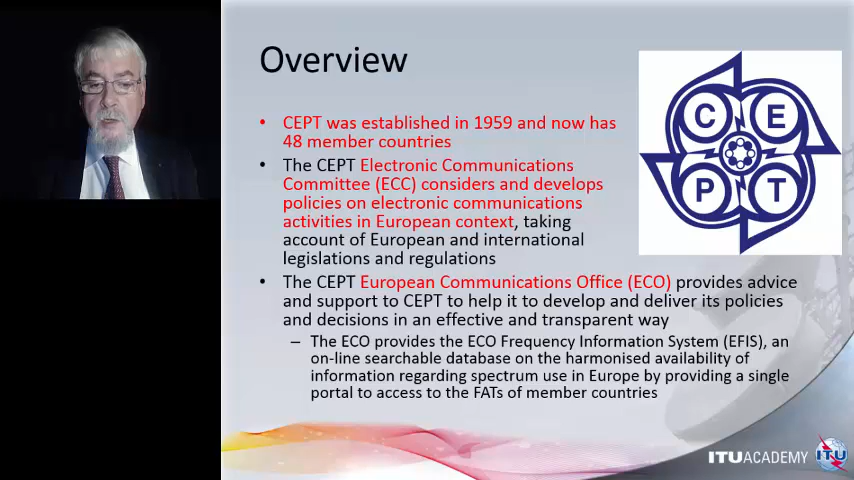 Overview
• CEPT was established in 1959 and now has
48 member countries
• The CEPT Electronic Communications
Committee (ECC) considers and develops
policies on electronic communications
activities in European context, taking
account of European and international
legislations and regulations
• The CEPT European Communications Office (ECO) provides advice
and support to CEPT to help it to develop and deliver its policies
and decisions in an effective and transparent way
– The ECO provides the ECO Frequency Information System (EFIS), an
on-line searchable database on the harmonised availability of
information regarding spectrum use in Europe by providing a single
portal to access to the FATs of member countries
C E
P T
ITUACADEMY
ITU